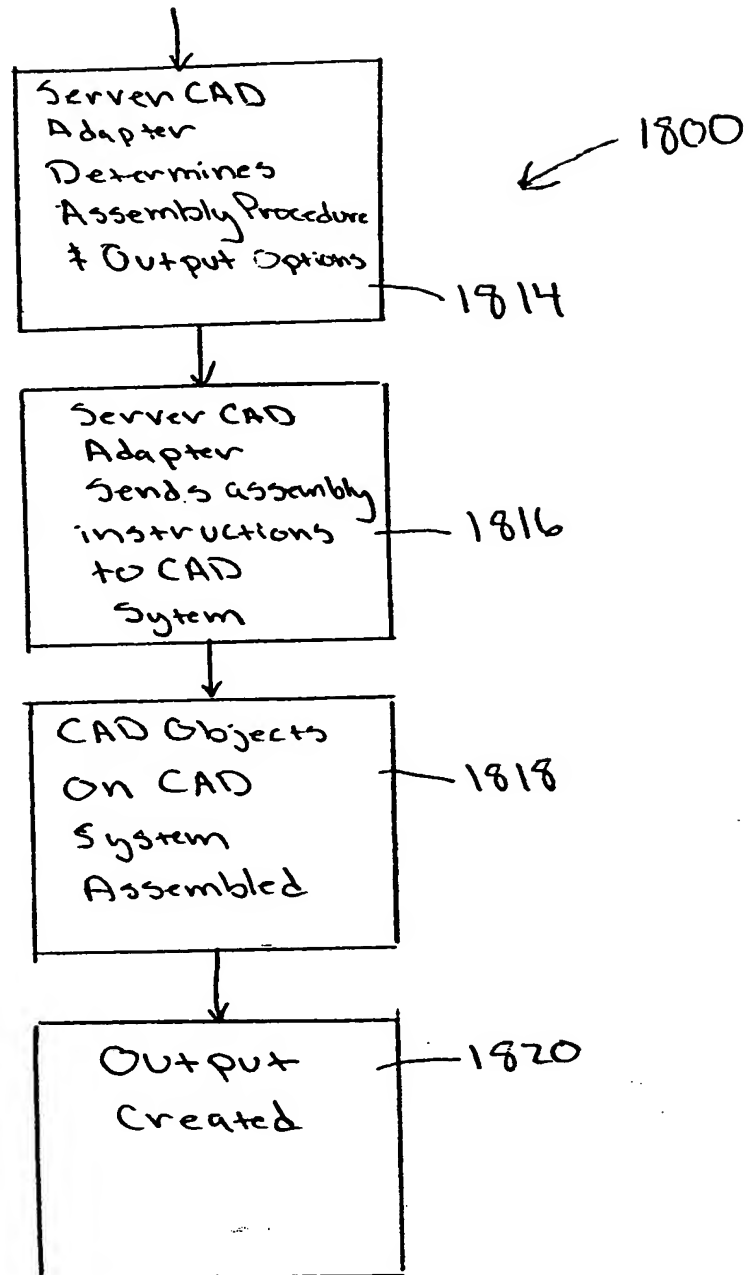 Server CAD
Adapter
Determines
Assembly Procedure
& Output Options
1800
1814
Server CAD
Adapter
Sends assembly
instructions
to CAD
Sytem
1816
CAD Objects
on CAD
System
Assembled
1818
Output
Created
1820